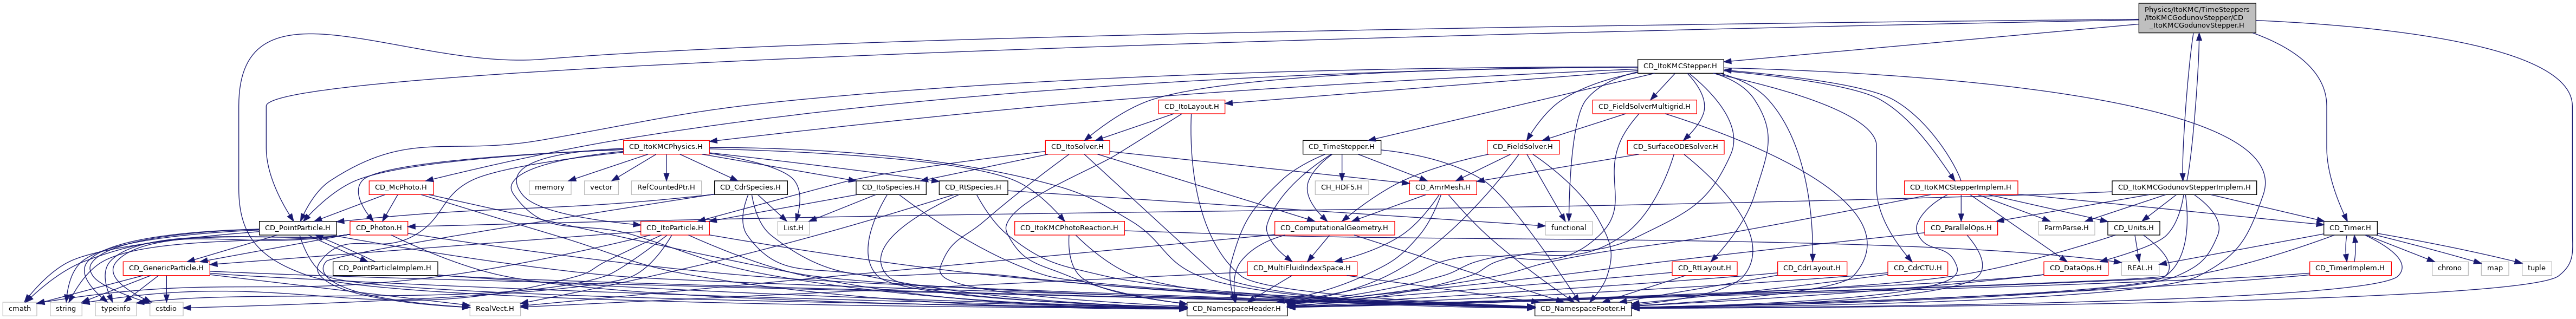 Physics/ItoKMC/TimeSteppers
/ItoKMCGodunovStepper/CD
_ItoKMCGodunovStepper.H
CD_ItoKMCStepper.H
CD_ItoLayout.H
CD_FieldSolverMultigrid.H
CD_ItoKMCPhysics.H
CD_ItoSolver.H
CD_TimeStepper.H
CD_FieldSolver.H
CD_SurfaceODESolver.H
CD_McPhoto.H
memory
vector
RefCountedPtr.H
CD_CdrSpecies.H
CD_ItoSpecies.H
CD_RtSpecies.H
CH_HDF5.H
CD_AmrMesh.H
CD_ItoKMCStepperImplem.H
CD_ItoKMCGodunovStepperImplem.H
CD_PointParticle.H
CD_Photon.H
CD_ItoParticle.H
List.H
CD_ItoKMCPhotoReaction.H
CD_ComputationalGeometry.H
functional
CD_ParallelOps.H
ParmParse.H
CD_Units.H
CD_Timer.H
CD_GenericParticle.H
CD_PointParticleImplem.H
CD_MultiFluidIndexSpace.H
CD_RtLayout.H
CD_CdrLayout.H
CD_CdrCTU.H
CD_DataOps.H
REAL.H
CD_TimerImplem.H
chrono
map
tuple
cmath
string
typeinfo
cstdio
RealVect.H
CD_NamespaceHeader.H
CD_NamespaceFooter.H